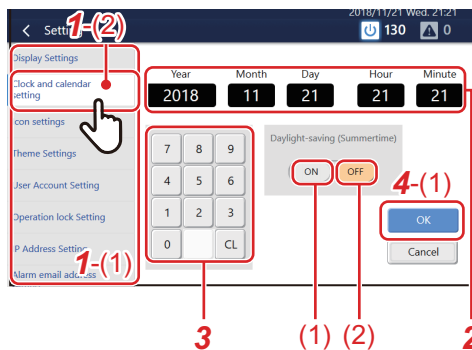 2018/11/21 Wed. 21:21
1-(2)
130
0
Display Settings
Clock and calendar
setting
Icon settings
Theme Settings
User Account Setting
Operation lock Setting
IP Address Setting
Alarm email address
1-(1)
Year Month Day Hour Minute
2018 11 21 21 21
7 8 9
4 5 6
1 2 3
0 CL
Daylight-saving (Summertime)
ON OFF
4-(1)
OK
Cancel
3 (1) (2) 2